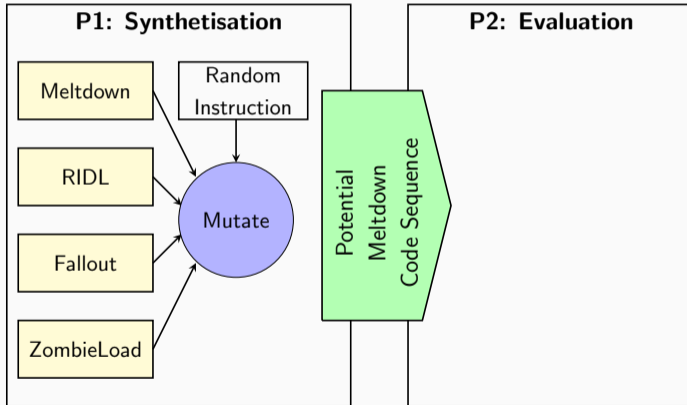 P1: Synthetisation
P2: Evaluation
Meltdown
Random
Instruction
RIDL
Mutate
Fallout
ZombieLoad
Potential
Meltdown
Code Sequence